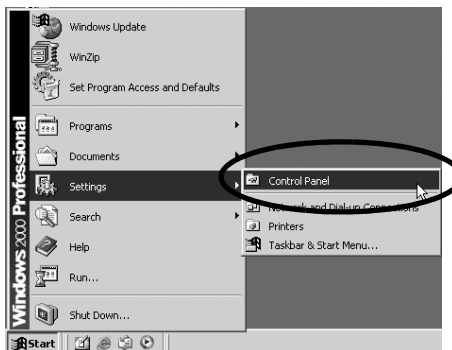 Windows 2000 Professional
Windows Update
WinZip
Set Program Access and Defaults
Programs
Documents
Settings
Search
Help
Run...
Shut Down...
Control Panel
Network and Dial-up Connections
Printers
Taskbar & Start Menu...
Start